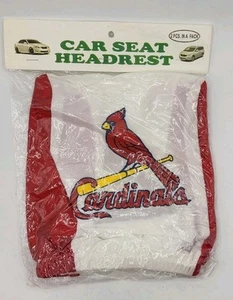 CAR SEAT
HEADREST
2 PCS. IN A PACK
Cardinals